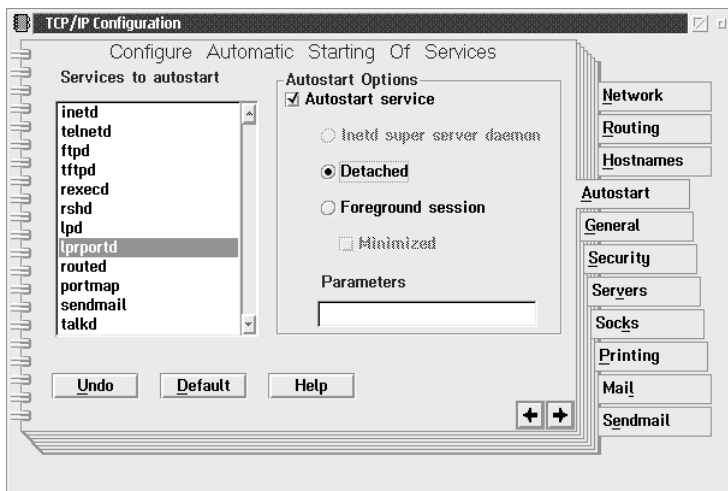 TCP/IP Configuration
Configure Automatic Starting Of Services
Services to autostart
inetd
telnetd
ftpd
tftpd
rexecd
rshd
lpd
lprportd
routed
portmap
sendmail
talkd
Autostart Options
Autostart service
Inetd super server daemon
Detached
Foreground session
Minimized
Parameters
Undo
Default
Help
Network
Routing
Hostnames
Autostart
General
Security
Servers
Socks
Printing
Mail
Sendmail